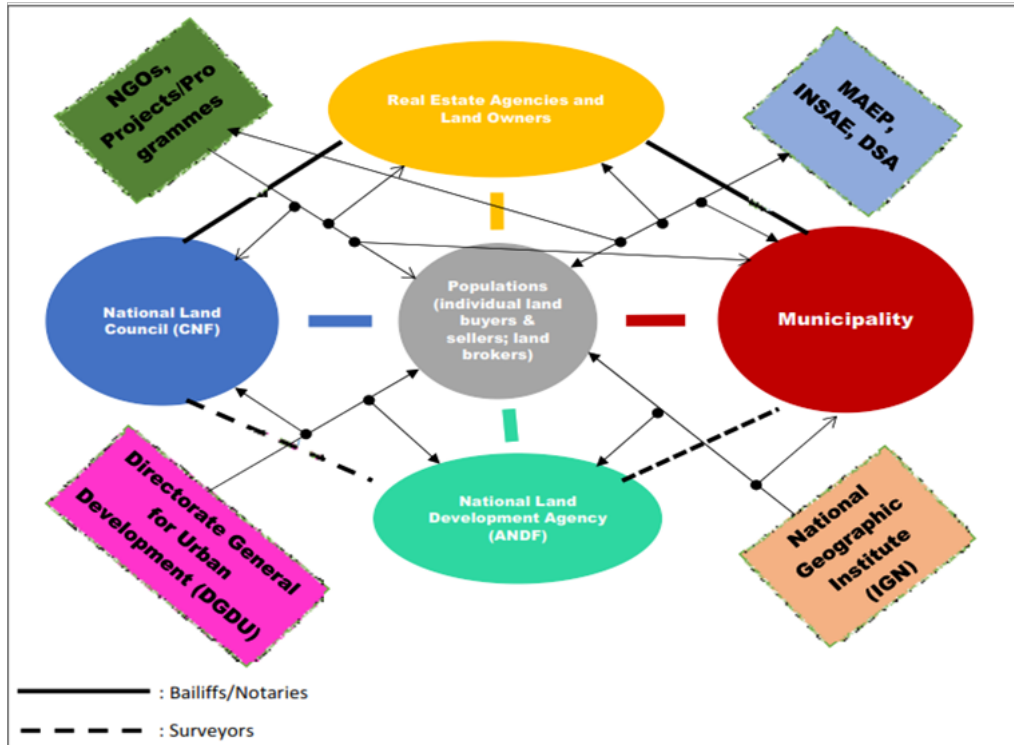 NGOs,
Projects/Pro
grammes
Real Estate Agencies and
Land Owners
MAEP,
INSAE, DSA
National Land
Council (CNF)
Populations
(individual land
buyers &
sellers; land
brokers)
Municipality
Directorate General
for Urban
Development (DGDU)
National Land
Development Agency
(ANDF)
National
Geographic
Institute
(IGN)
: Bailiffs/Notaries
: Surveyors